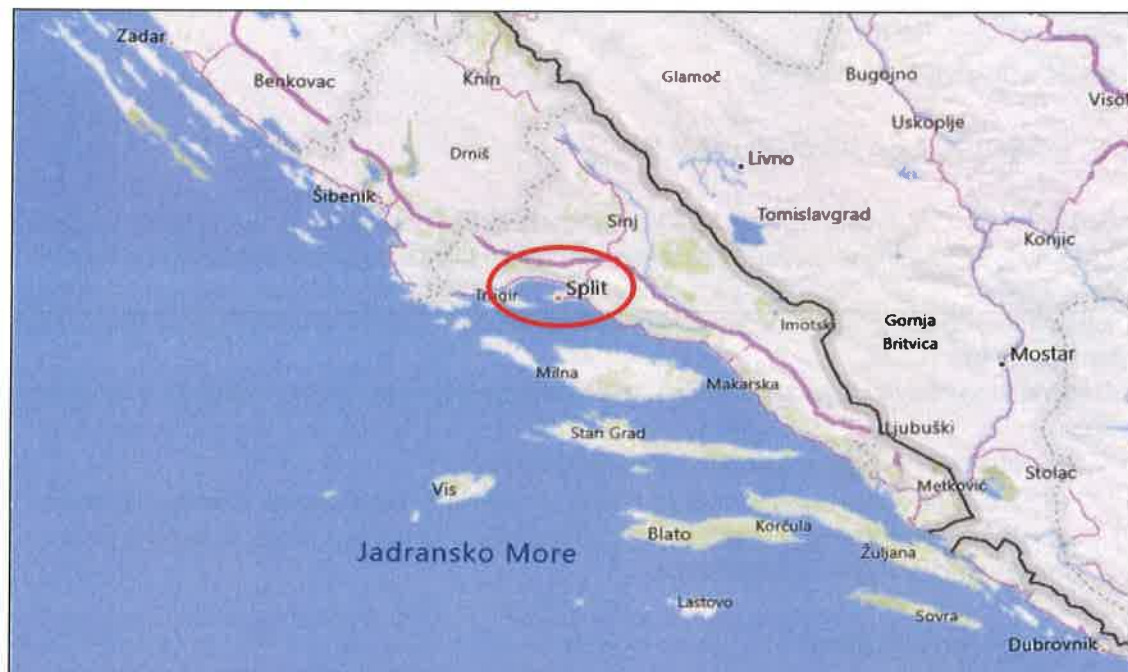 Zadar
Benkovac
Knin
Glamoč
Bugojno
Visol
Uskoplje
Drniš
Livno
Šibenik
Tomislavgrad
Sinj
Konjic
Trogir
Split
Imotski
Gornja
Britvica
Mostar
Milna
Makarska
Stari Grad
Ljubuški
Stolac
Metković
Vis
Blato
Korčula
Žuljana
Jadransko More
Lastovo
Sovra
Dubrovnik